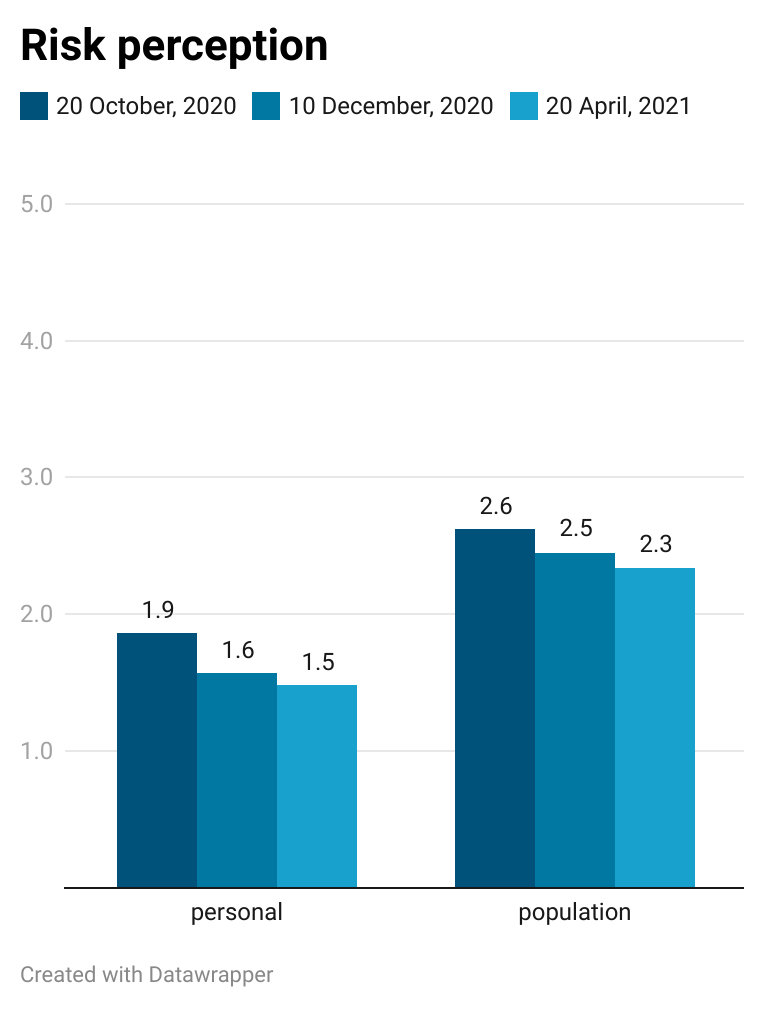 Risk perception
20 October, 2020 10 December, 2020 20 April, 2021
5.0
4.0
3.0
2.6
2.5
2.3
2.0
1.9
1.6
1.5
1.0
personal population
Created with Datawrapper